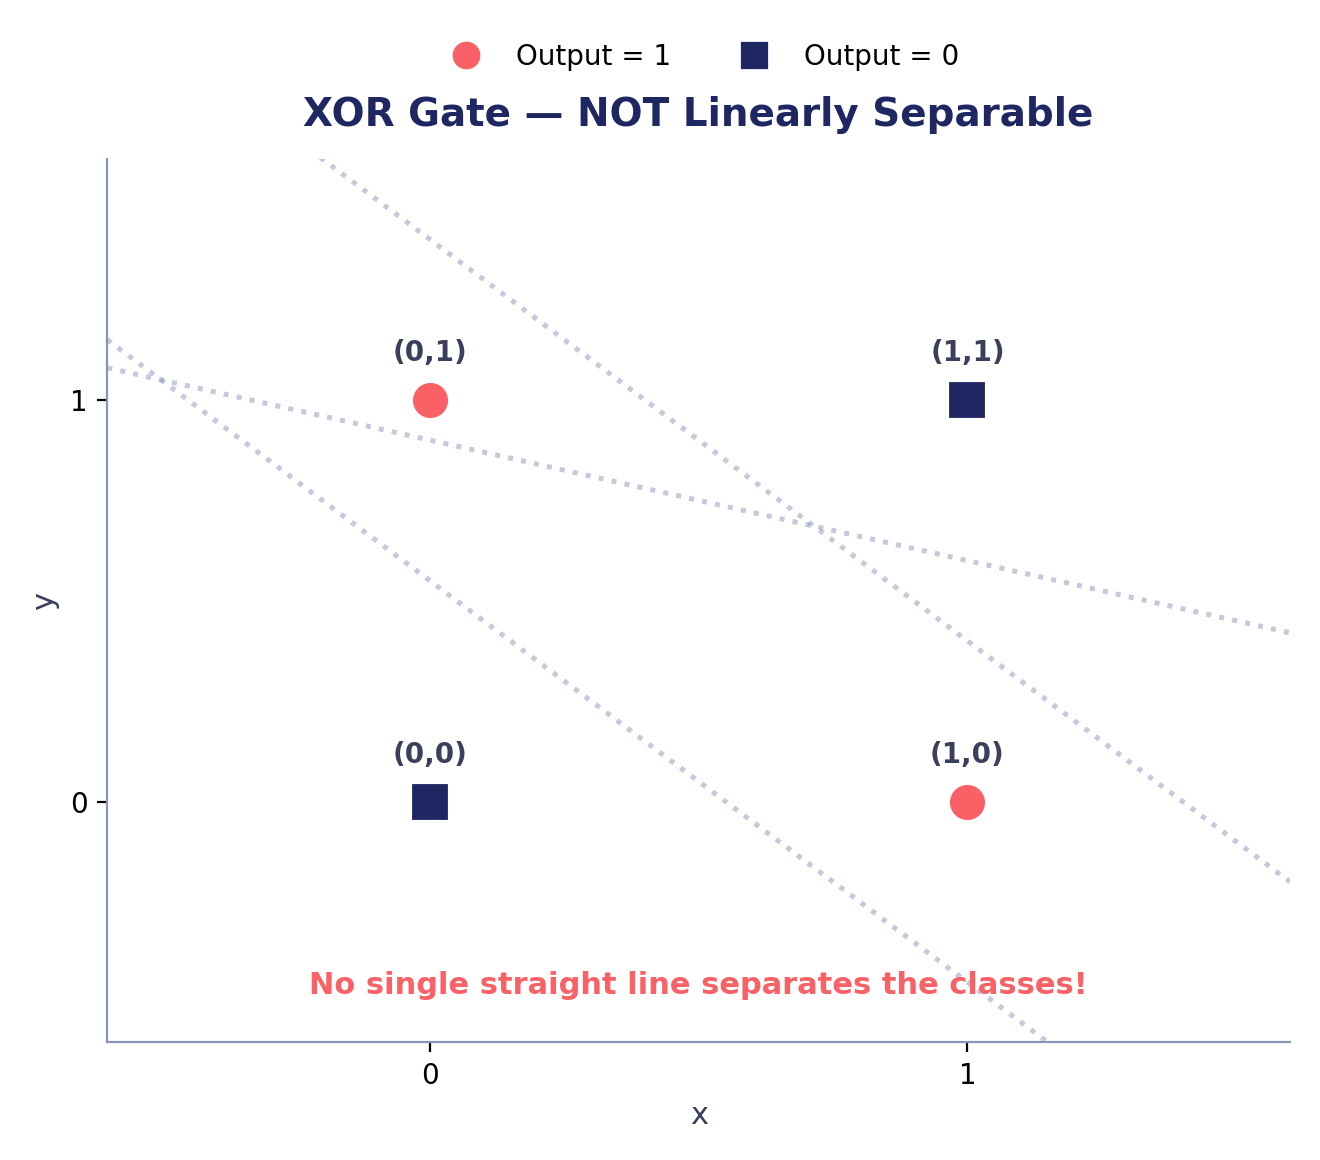 Output = 1 Output = 0
XOR Gate — NOT Linearly Separable
(0,1) (1,1)
1
y
(0,0) (1,0)
0
No single straight line separates the classes!
0 1
x